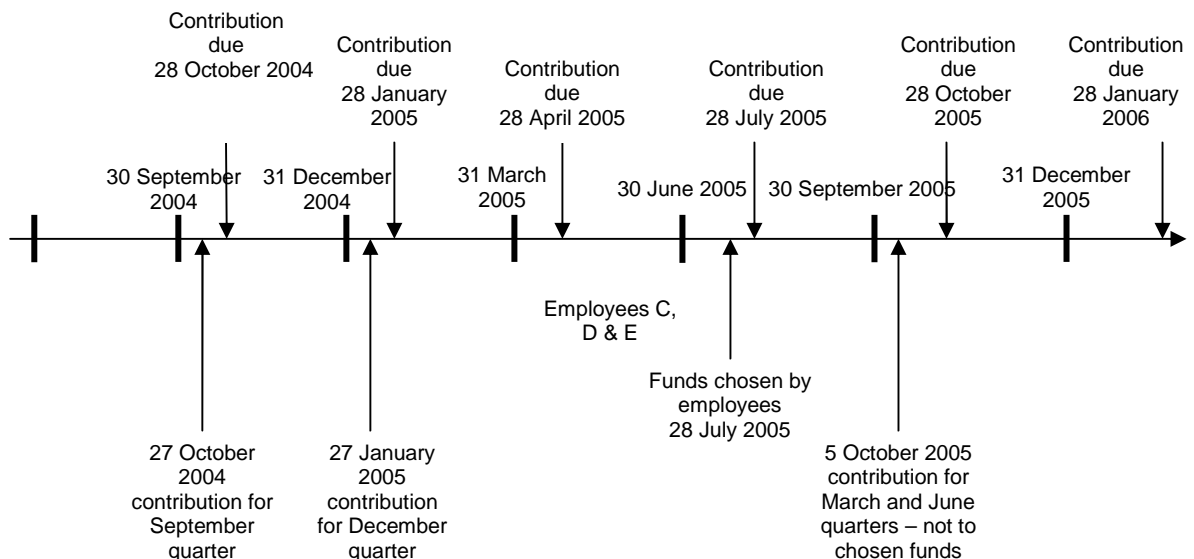 Contribution
due
28 October 2004
Contribution
due
28 January
2005
Contribution
due
28 April 2005
Contribution
due
28 July 2005
Contribution
due
28 October
2005
Contribution
due
28 January
2006
30 September
2004
31 December
2004
31 March
2005
30 June 2005
30 September 2005
31 December
2005
Employees C,
D & E
Funds chosen by
employees
28 July 2005
27 October
2004
contribution for
September
quarter
27 January
2005
contribution
for December
quarter
5 October 2005
contribution for
March and June
quarters – not to
chosen funds